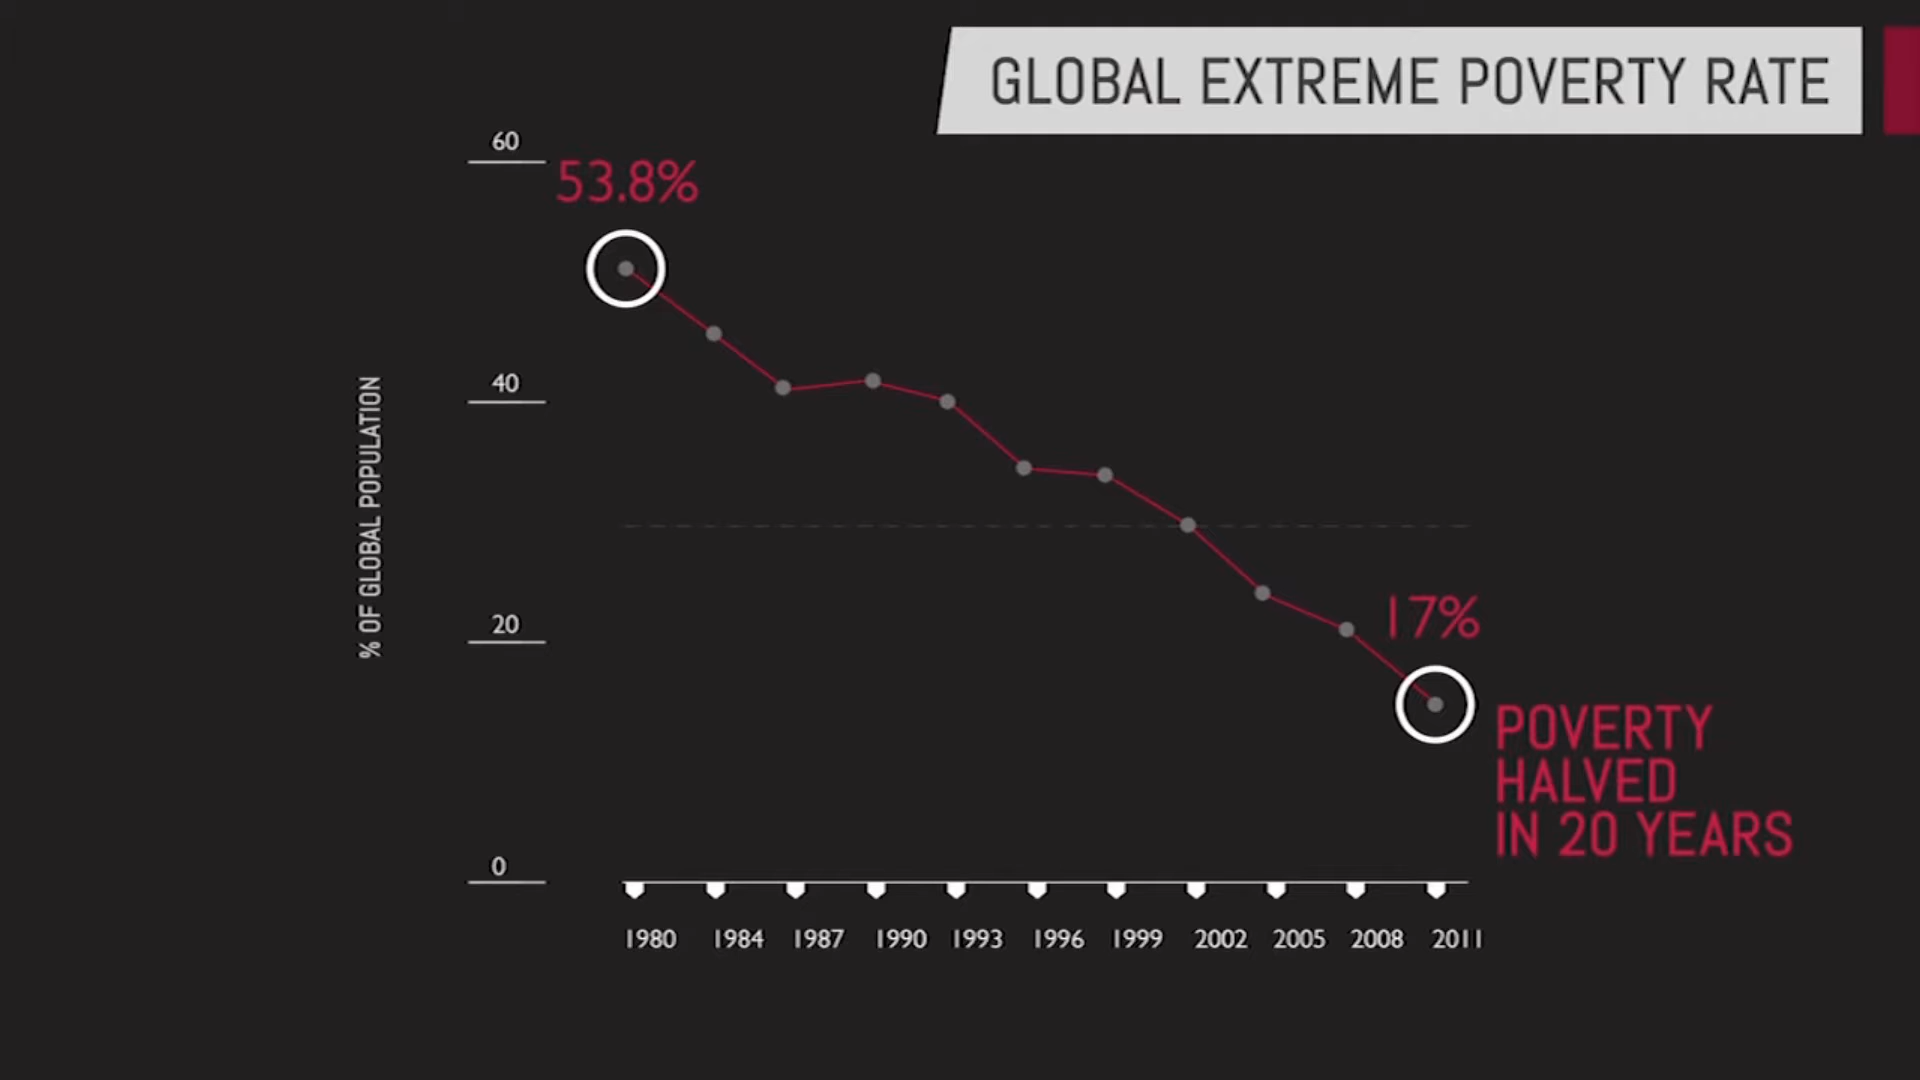 GLOBAL EXTREME POVERTY RATE
60
53.8%
40
% OF GLOBAL POPULATION
20
17%
POVERTY
HALVED
IN 20 YEARS
0
1980 1984 1987 1990 1993 1996 1999 2002 2005 2008 2011